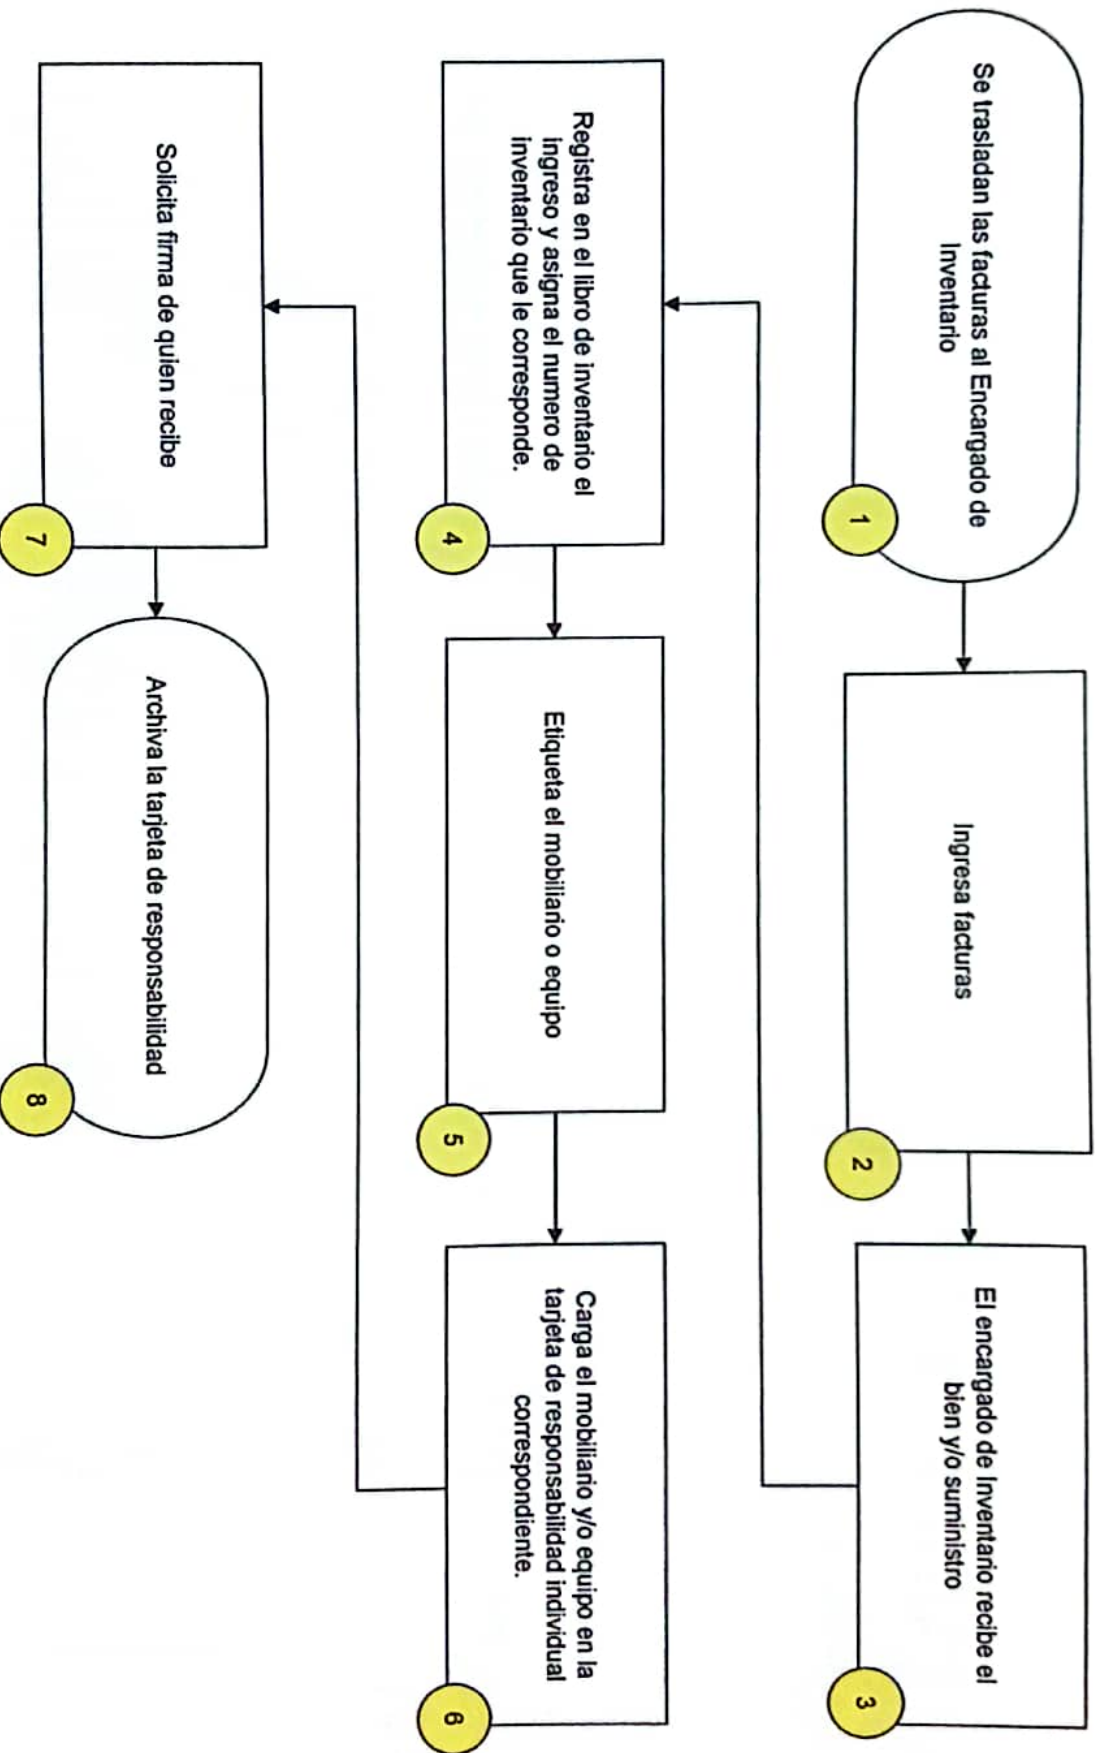 Se trasladan las facturas al Encargado de
Inventario
1
Ingresa facturas
2
El encargado de Inventario recibe el
bien y/o suministro
3
Registra en el libro de inventario el
ingreso y asigna el numero de
inventario que le corresponde.
4
Etiqueta el mobiliario o equipo
5
Carga el mobiliario y/o equipo en la
tarjeta de responsabilidad individual
correspondiente.
6
Solicita firma de quien recibe
7
Archiva la tarjeta de responsabilidad
8